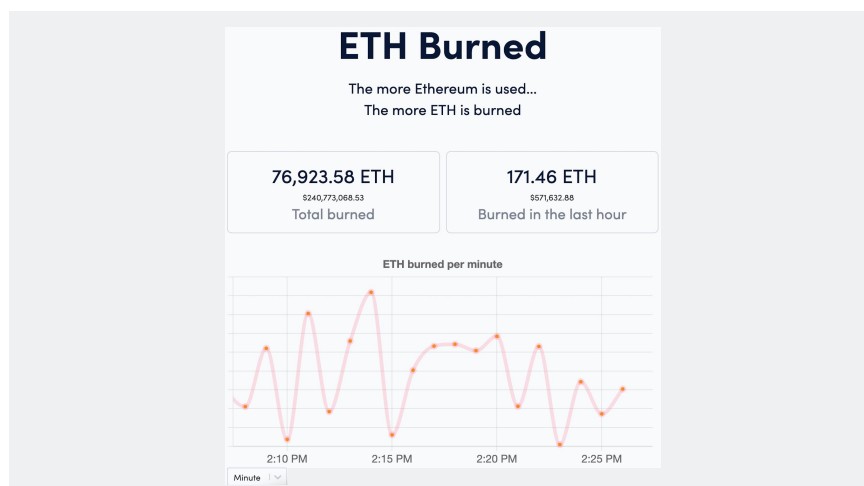 ETH Burned
The more Ethereum is used...
The more ETH is burned
76,923.58 ETH
$240,773,068.53
Total burned
171.46 ETH
$571,632.88
Burned in the last hour
ETH burned per minute
2:10 PM
2:15 PM
2:20 PM
2:25 PM
Minute